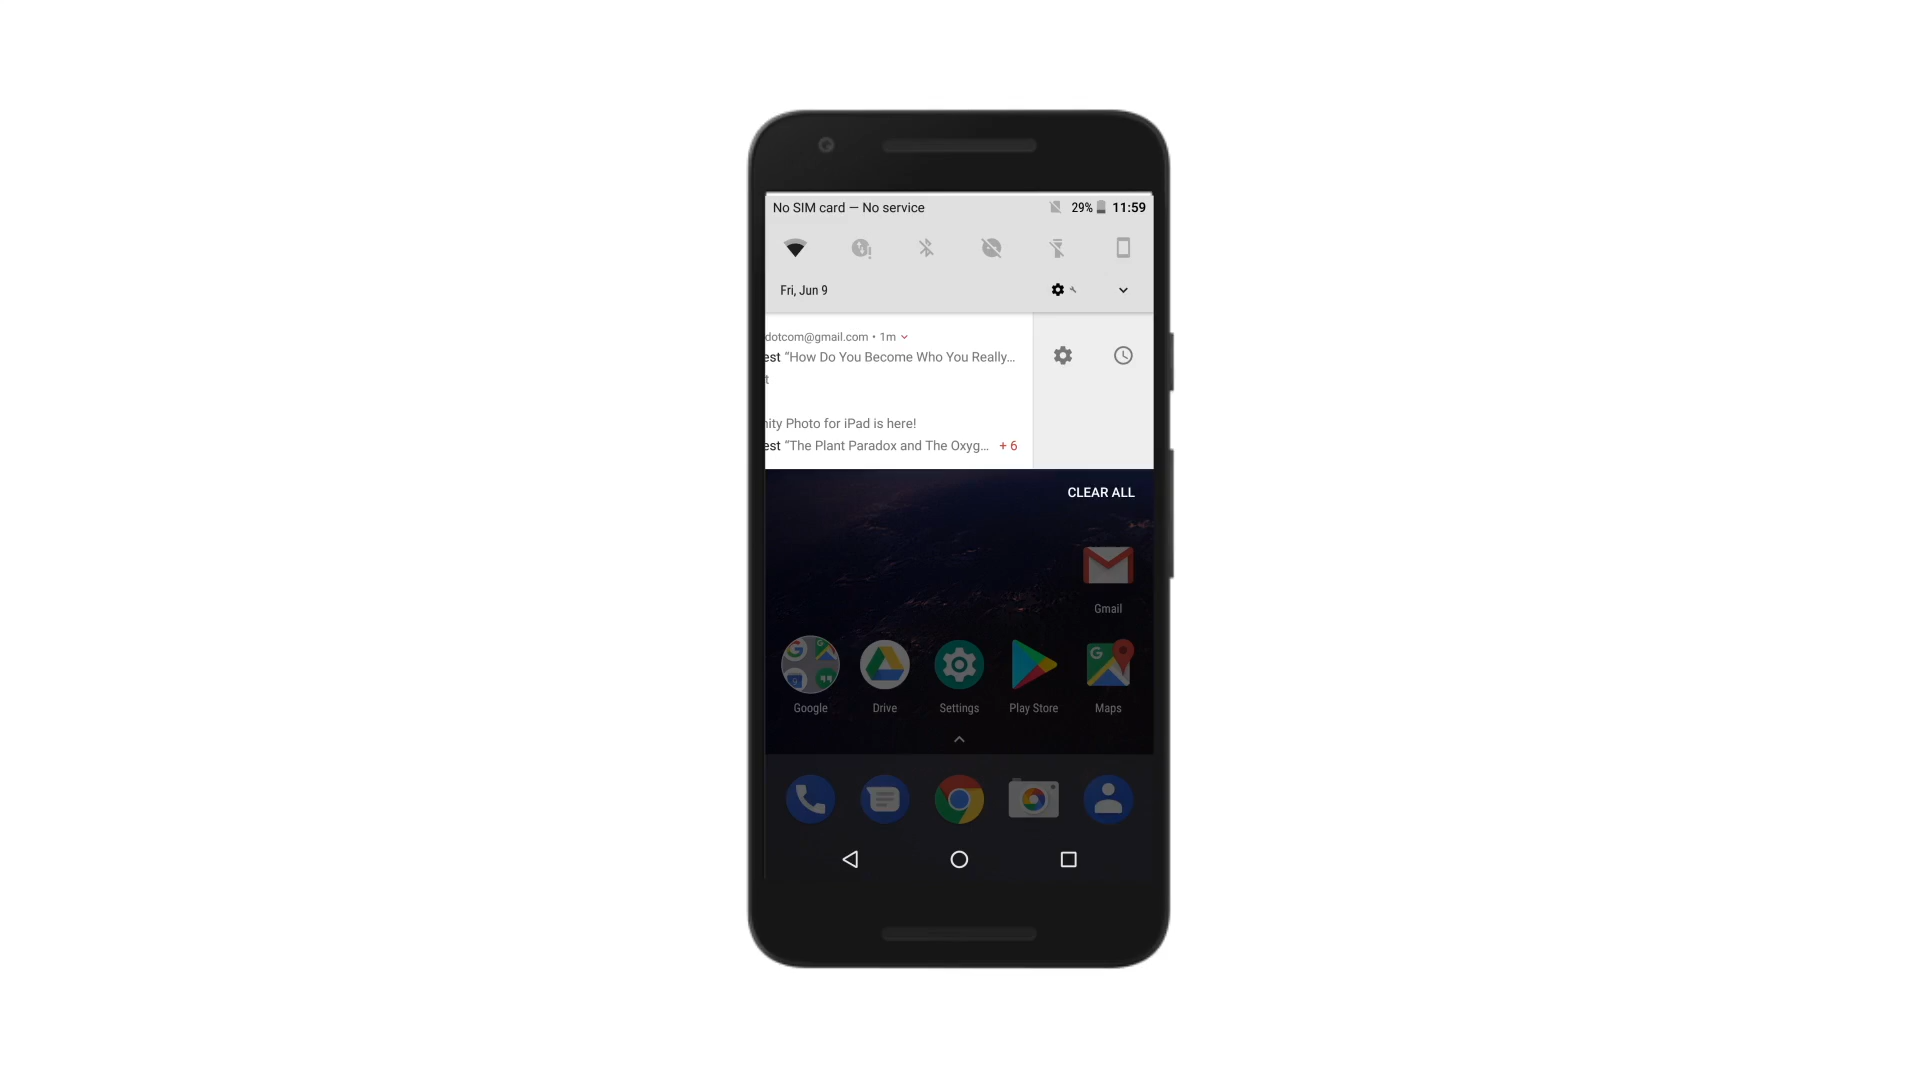 No SIM card — No service 29% 11:59
Fri, Jun 9
dotcom@gmail.com • 1m
est “How Do You Become Who You Really...
t
nity Photo for iPad is here!
est “The Plant Paradox and The Oxyg... + 6
CLEAR ALL
Gmail
Google Drive Settings Play Store Maps